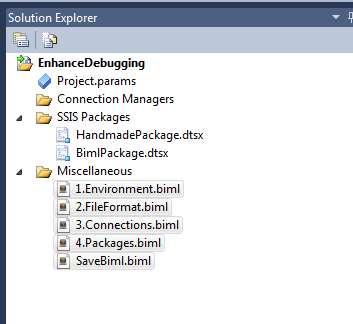 Solution Explorer
EnhanceDebugging
Project.params
Connection Managers
SSIS Packages
HandmadePackage.dtsx
BimlPackage.dtsx
Miscellaneous
1.Environment.biml
2.FileFormat.biml
3.Connections.biml
4.Packages.biml
SaveBiml.biml